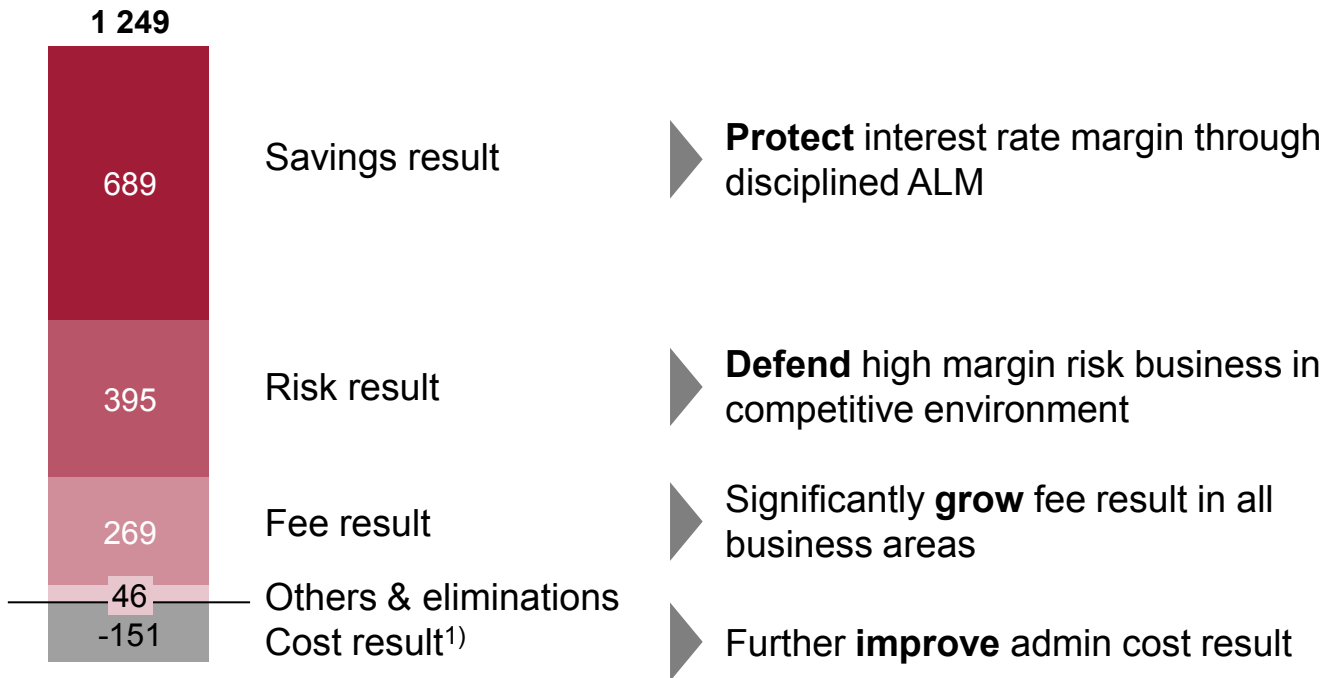 1 249
689
Savings result
Protect interest rate margin through
disciplined ALM
395
Risk result
Defend high margin risk business in
competitive environment
269
Fee result
Significantly grow fee result in all
business areas
46
Others & eliminations
-151
Cost result1)
Further improve admin cost result